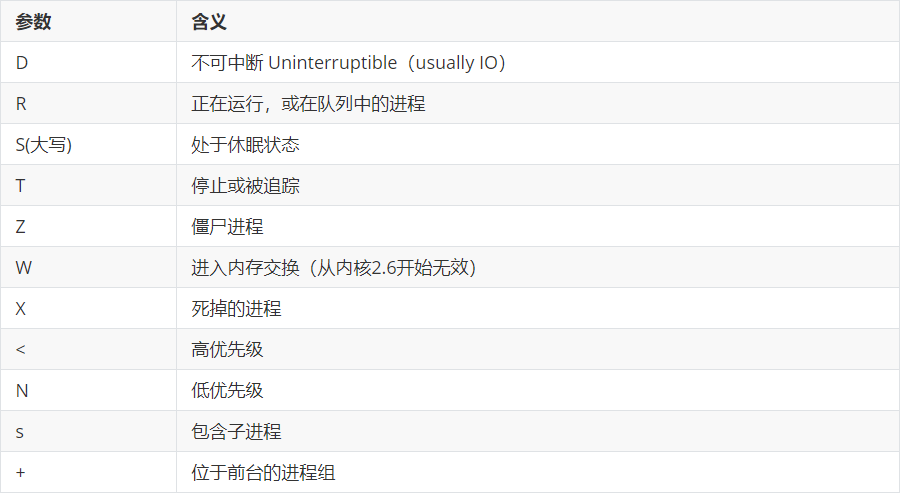 参数 含义
D 不可中断 Uninterruptible（usually IO）
R 正在运行，或在队列中的进程
S(大写) 处于休眠状态
T 停止或被追踪
Z 僵尸进程
W 进入内存交换（从内核2.6开始无效）
X 死掉的进程
< 高优先级
N 低优先级
s 包含子进程
+ 位于前台的进程组